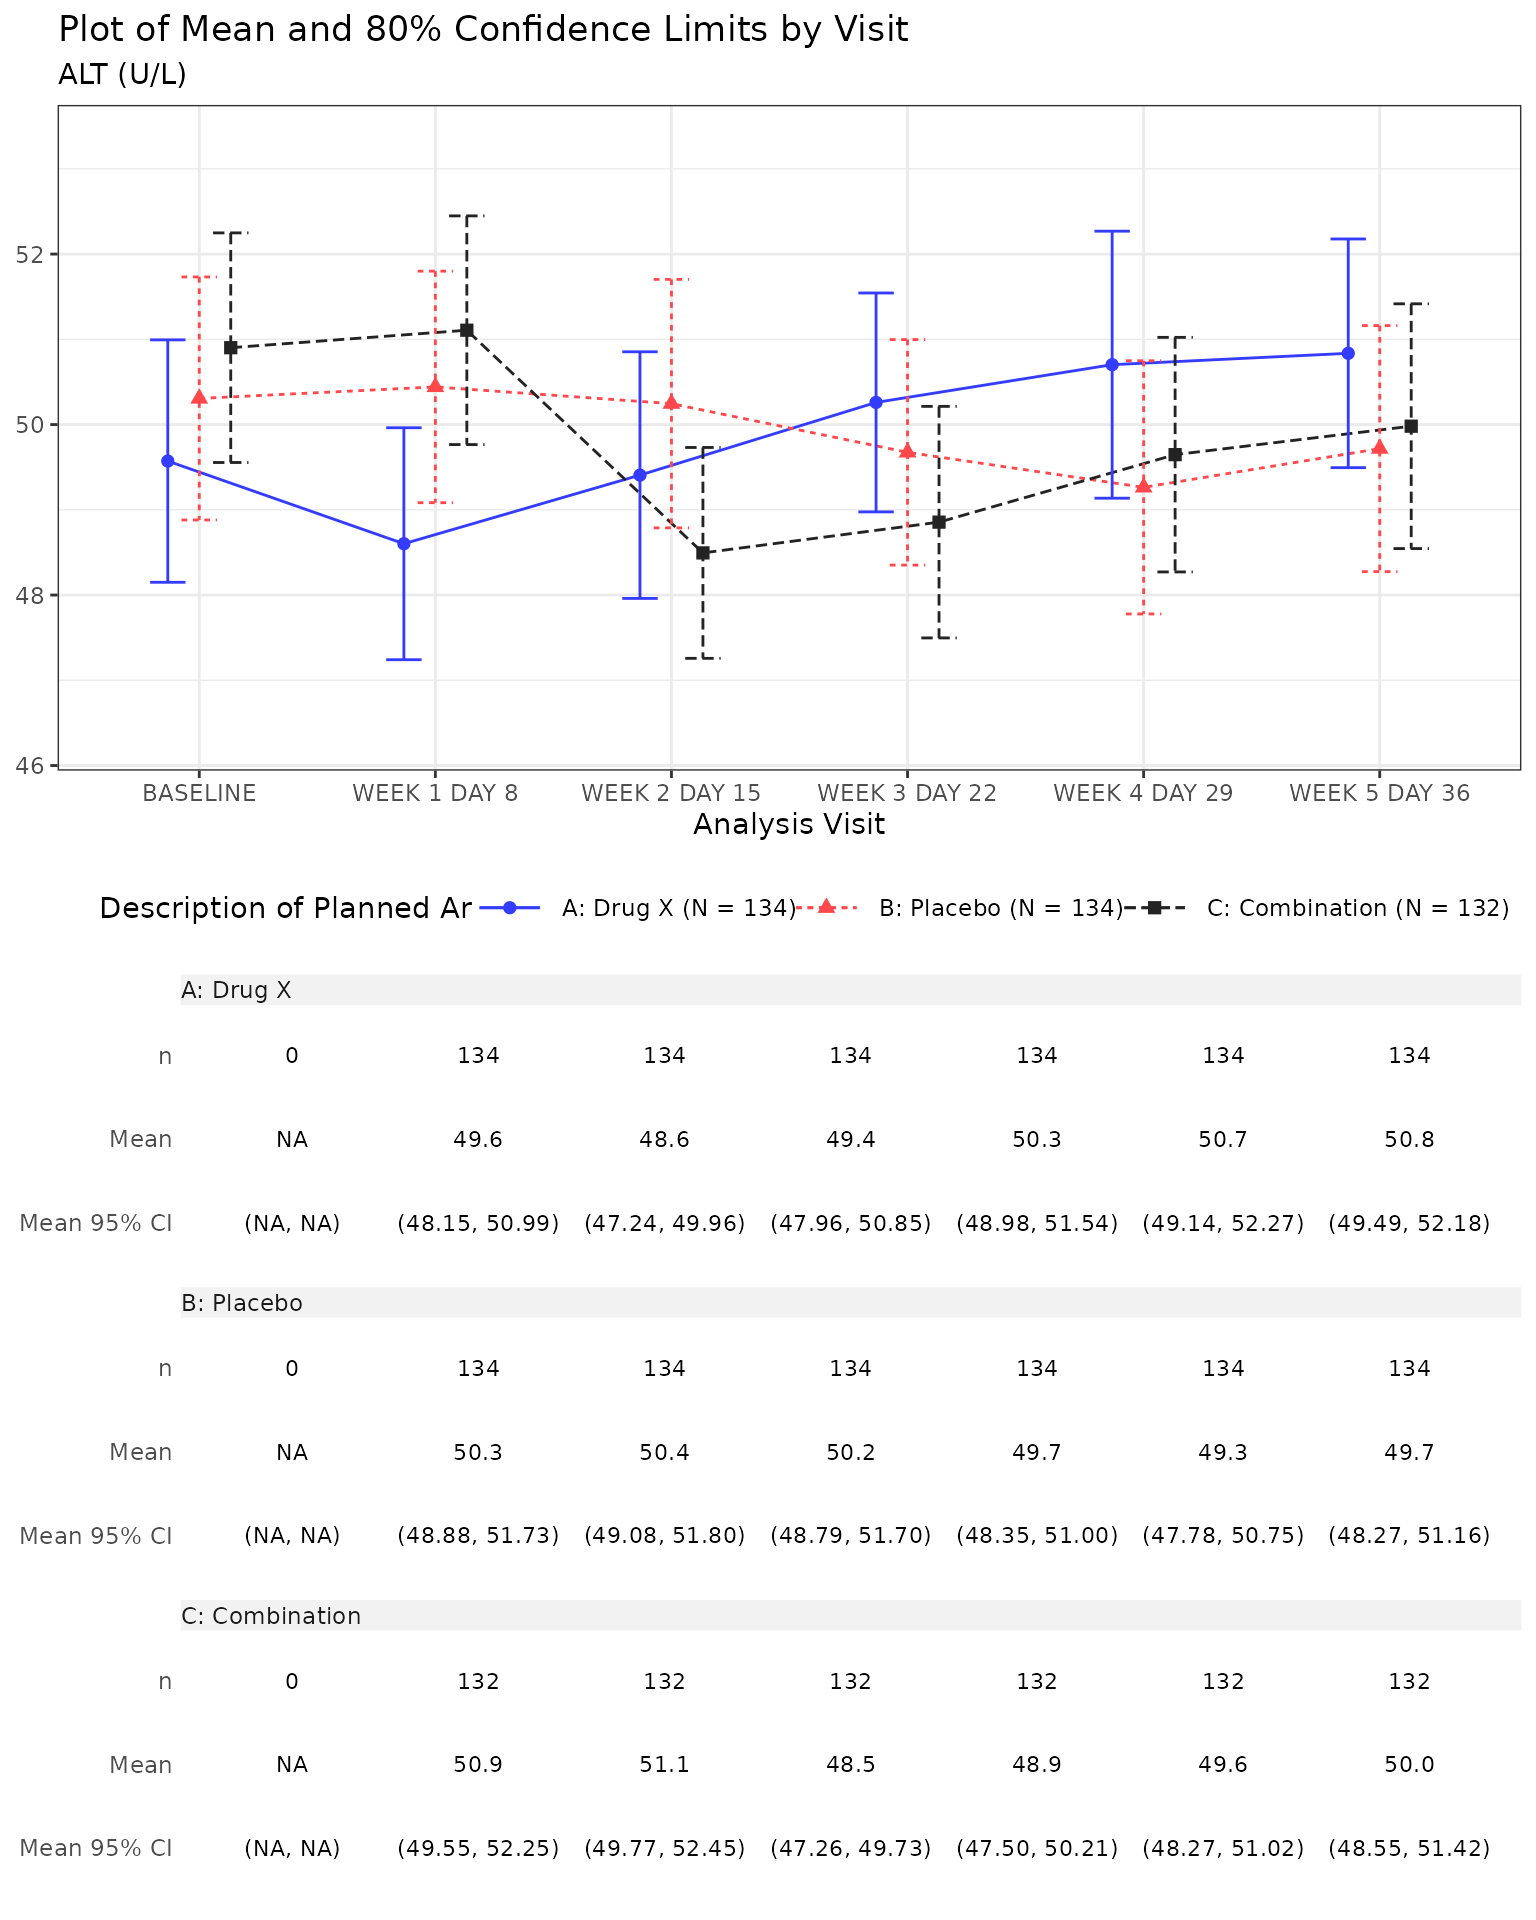 Plot of Mean and 80% Confidence Limits by Visit
ALT (U/L)
52
50
48
46
BASELINE WEEK 1 DAY 8 WEEK 2 DAY 15 WEEK 3 DAY 22 WEEK 4 DAY 29 WEEK 5 DAY 36
Analysis Visit
Description of Planned Ar A: Drug X (N = 134) B: Placebo (N = 134) C: Combination (N = 132)
A: Drug X
n 0 134 134 134 134 134 134
Mean NA 49.6 48.6 49.4 50.3 50.7 50.8
Mean 95% CI (NA, NA) (48.15, 50.99) (47.24, 49.96) (47.96, 50.85) (48.98, 51.54) (49.14, 52.27) (49.49, 52.18)
B: Placebo
n 0 134 134 134 134 134 134
Mean NA 50.3 50.4 50.2 49.7 49.3 49.7
Mean 95% CI (NA, NA) (48.88, 51.73) (49.08, 51.80) (48.79, 51.70) (48.35, 51.00) (47.78, 50.75) (48.27, 51.16)
C: Combination
n 0 132 132 132 132 132 132
Mean NA 50.9 51.1 48.5 48.9 49.6 50.0
Mean 95% CI (NA, NA) (49.55, 52.25) (49.77, 52.45) (47.26, 49.73) (47.50, 50.21) (48.27, 51.02) (48.55, 51.42)